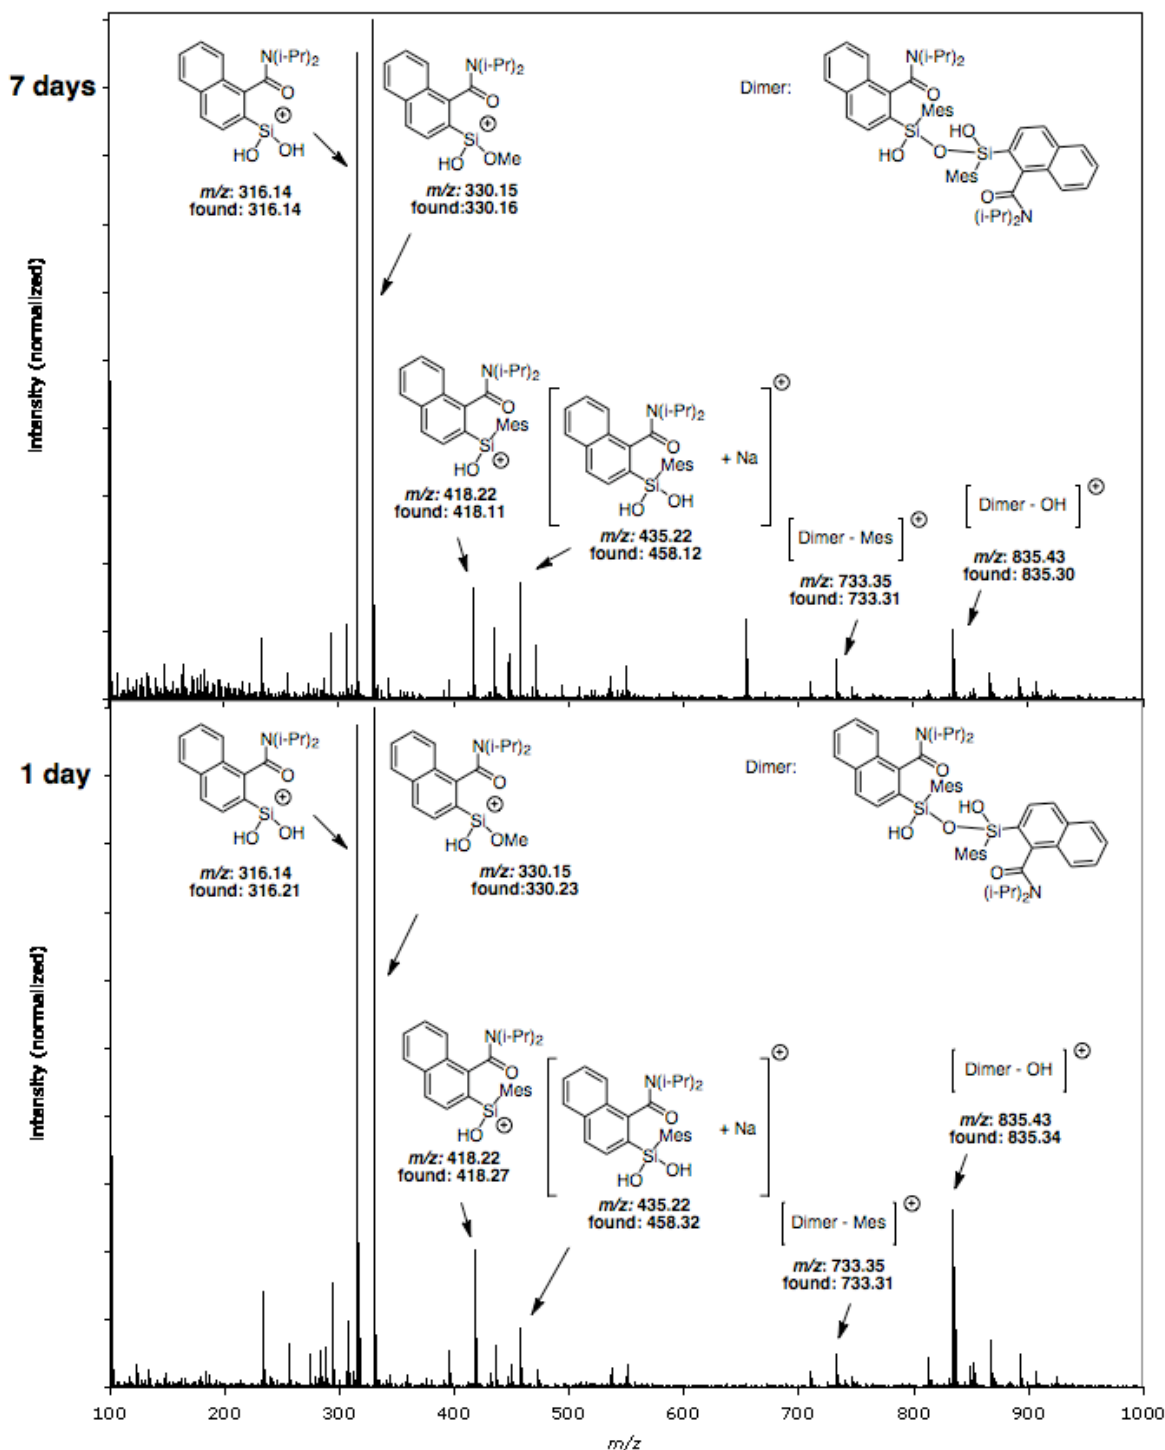 7 days
N(i-Pr)2
O
⊕
Si
HO
OH
m/z: 316.14
found: 316.14
N(i-Pr)2
O
⊕
Si
HO
OMe
m/z: 330.15
found:330.16
Dimer:
N(i-Pr)2
O
Mes
Si
HO
O
HO
Si
Mes
O
(i-Pr)2N
N(i-Pr)2
O
Mes
Si
HO
⊕
m/z: 418.22
found: 418.11
N(i-Pr)2
O
Mes
Si
HO
OH
+ Na
⊕
m/z: 435.22
found: 458.12
[Dimer - Mes]⊕
m/z: 733.35
found: 733.31
[Dimer - OH]⊕
m/z: 835.43
found: 835.30
Intensity (normalized)
1 day
N(i-Pr)2
O
⊕
Si
HO
OH
m/z: 316.14
found: 316.21
N(i-Pr)2
O
⊕
Si
HO
OMe
m/z: 330.15
found:330.23
Dimer:
N(i-Pr)2
O
Mes
Si
HO
O
HO
Si
Mes
O
(i-Pr)2N
N(i-Pr)2
O
Mes
Si
HO
⊕
m/z: 418.22
found: 418.27
N(i-Pr)2
O
Mes
Si
HO
OH
+ Na
⊕
m/z: 435.22
found: 458.32
[Dimer - Mes]⊕
m/z: 733.35
found: 733.31
[Dimer - OH]⊕
m/z: 835.43
found: 835.34
Intensity (normalized)
100 200 300 400 500 600 700 800 900 1000
m/z